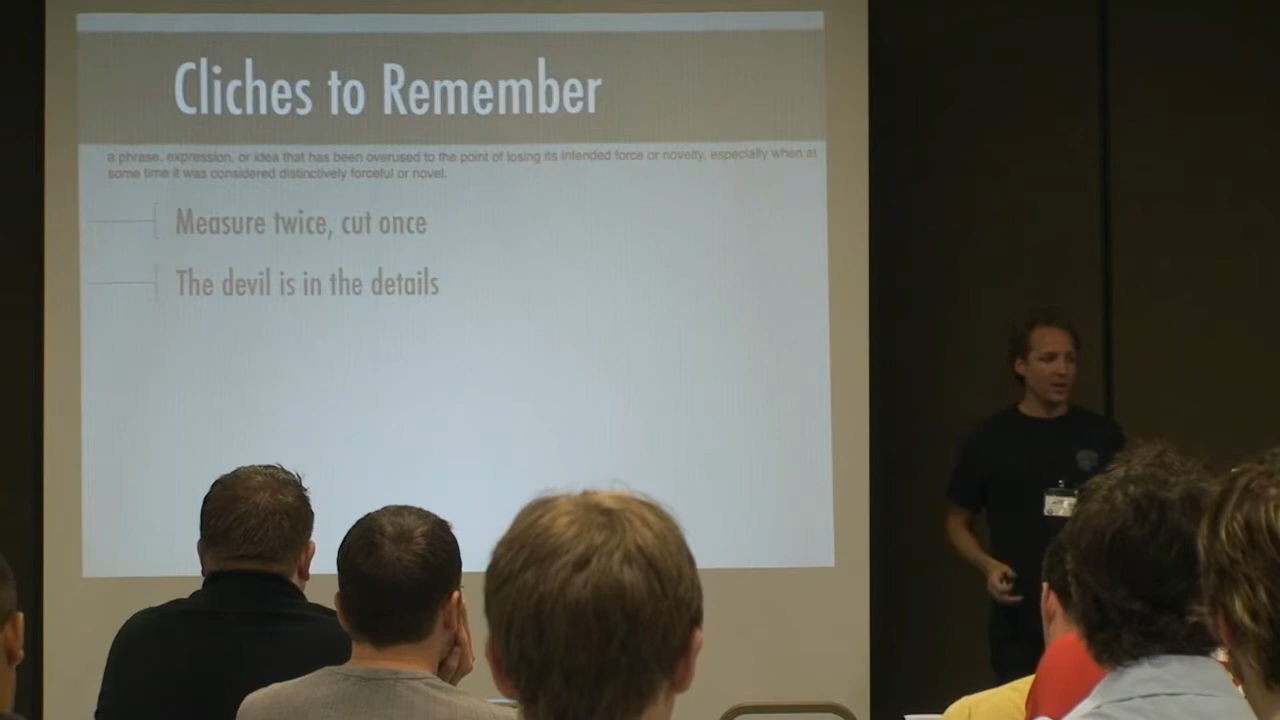 Cliches to Remember
a phrase, expression, or idea that has been overused to the point of losing its intended force or novelty, especially when at
some time it was considered distinctively forceful or novel.
Measure twice, cut once
The devil is in the details